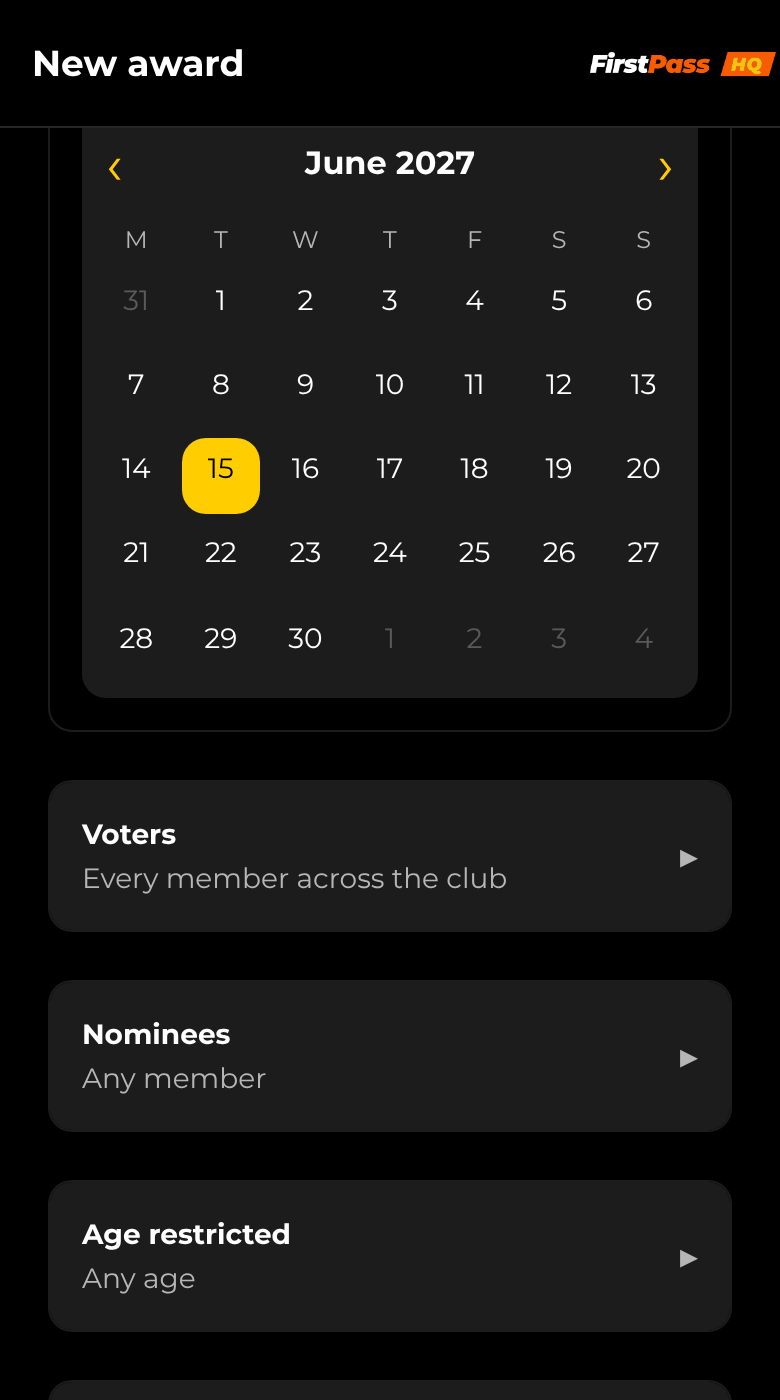 New award
FirstPass HQ
‹ June 2027 ›
M T W T F S S
31 1 2 3 4 5 6
7 8 9 10 11 12 13
14 15 16 17 18 19 20
21 22 23 24 25 26 27
28 29 30 1 2 3 4
Voters
Every member across the club
Nominees
Any member
Age restricted
Any age